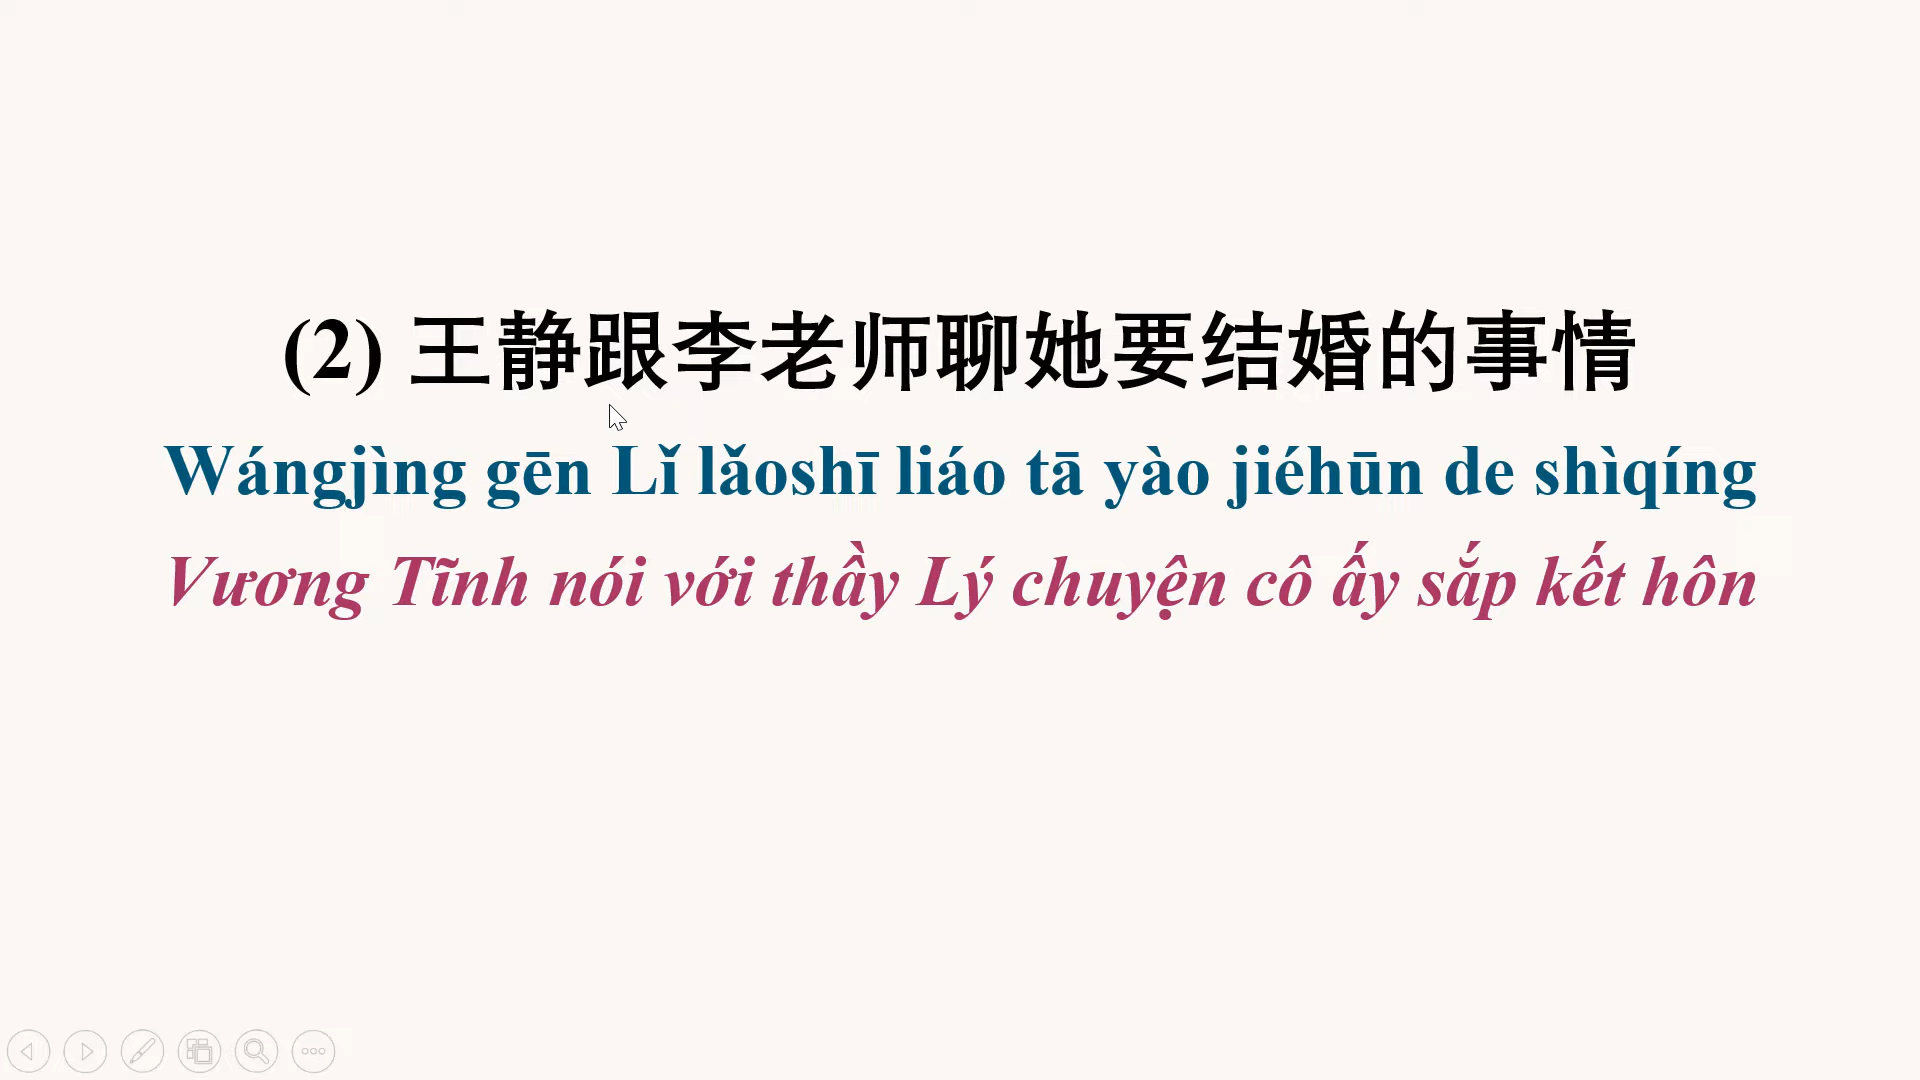 (2) 王静跟李老师聊她要结婚的事情
Wángjìng gēn Lǐ lǎoshī liáo tā yào jiéhūn de shìqíng
Vương Tĩnh nói với thầy Lý chuyện cô ấy sắp kết hôn